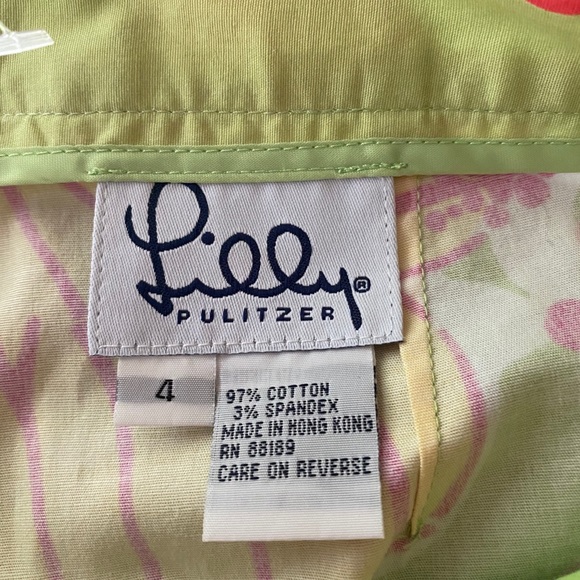 Lilly®
PULITZER
4
97% COTTON
3% SPANDEX
MADE IN HONG KONG
RN 88189
CARE ON REVERSE